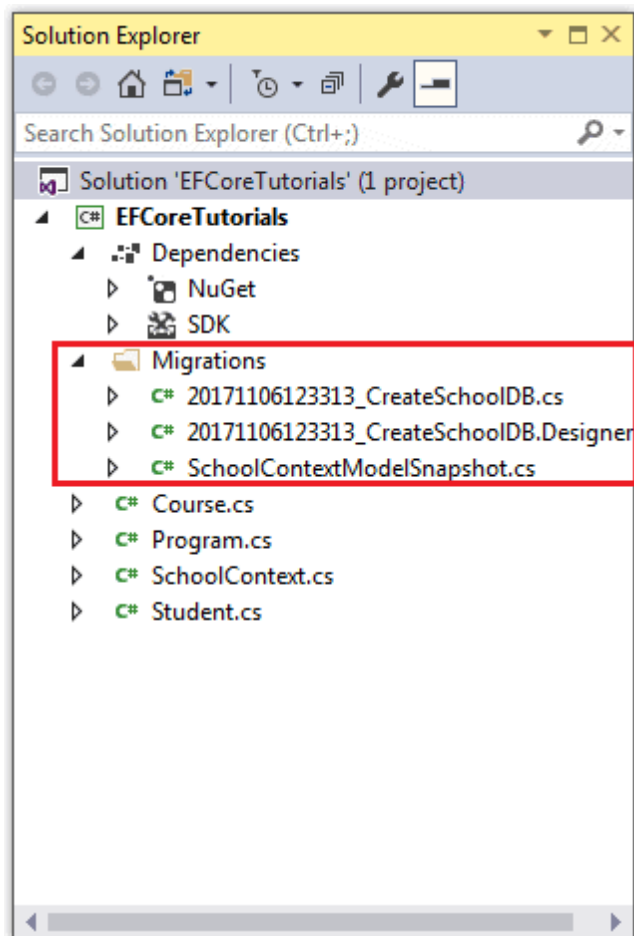 Solution Explorer
Search Solution Explorer (Ctrl+;)
Solution 'EFCoreTutorials' (1 project)
C# EFCoreTutorials
Dependencies
NuGet
SDK
Migrations
C# 20171106123313_CreateSchoolDB.cs
C# 20171106123313_CreateSchoolDB.Designer
C# SchoolContextModelSnapshot.cs
C# Course.cs
C# Program.cs
C# SchoolContext.cs
C# Student.cs